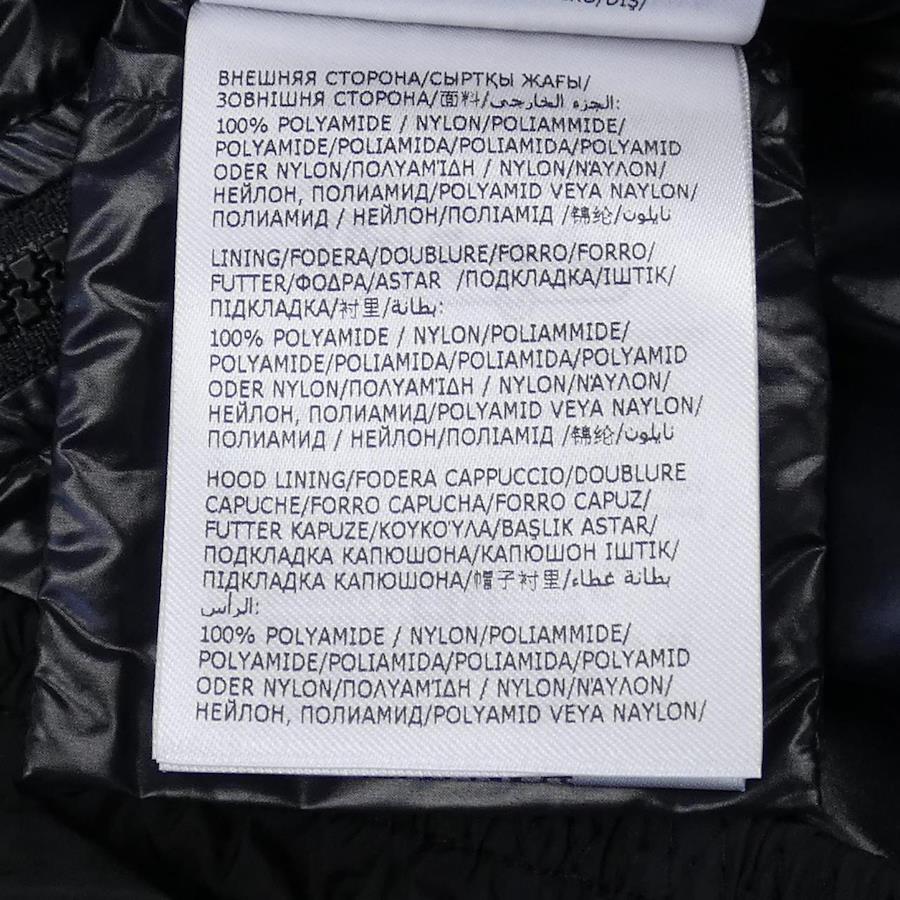 ВНЕШНЯЯ СТОРОНА/СЫРТҚЫ ЖАҒЫ/
ЗОВНІШНЯ СТОРОНА/面料/الجزء الخارجي:
100% POLYAMIDE / NYLON/POLIAMMIDE/
POLYAMIDE/POLIAMIDA/POLIAMIDA/POLYAMID
ODER NYLON/ΠΟΛΥΑΜΊΔΗ / NYLON/ΝΆΥΛΟΝ/
НЕЙЛОН, ПОЛИАМИД/POLYAMID VEYA NAYLON/
ПОЛИАМИД / НЕЙЛОН/ПОЛІАМІД /锦纶/نايلون
LINING/FODERA/DOUBLURE/FORRO/FORRO/
FUTTER/ΦΟΔΡΑ/ASTAR /ПОДКЛАДКА/ІШТІК/
ПІДКЛАДКА/衬里/بطانة:
100% POLYAMIDE / NYLON/POLIAMMIDE/
POLYAMIDE/POLIAMIDA/POLIAMIDA/POLYAMID
ODER NYLON/ΠΟΛΥΑΜΊΔΗ / NYLON/ΝΆΥΛΟΝ/
НЕЙЛОН, ПОЛИАМИД/POLYAMID VEYA NAYLON/
ПОЛИАМИД / НЕЙЛОН/ПОЛІАМІД /锦纶/نايلون
HOOD LINING/FODERA CAPPUCCIO/DOUBLURE
CAPUCHE/FORRO CAPUCHA/FORRO CAPUZ/
FUTTER KAPUZE/ΚΟΥΚΟΎΛΑ/BAŞLIK ASTAR/
ПОДКЛАДКА КАПЮШОНА/КАПЮШОН ІШТІК/
ПІДКЛАДКА КАПЮШОНА/帽子衬里/بطانة غطاء
الرأس:
100% POLYAMIDE / NYLON/POLIAMMIDE/
POLYAMIDE/POLIAMIDA/POLIAMIDA/POLYAMID
ODER NYLON/ΠΟΛΥΑΜΊΔΗ / NYLON/ΝΆΥΛΟΝ/
НЕЙЛОН, ПОЛИАМИД/POLYAMID VEYA NAYLON/